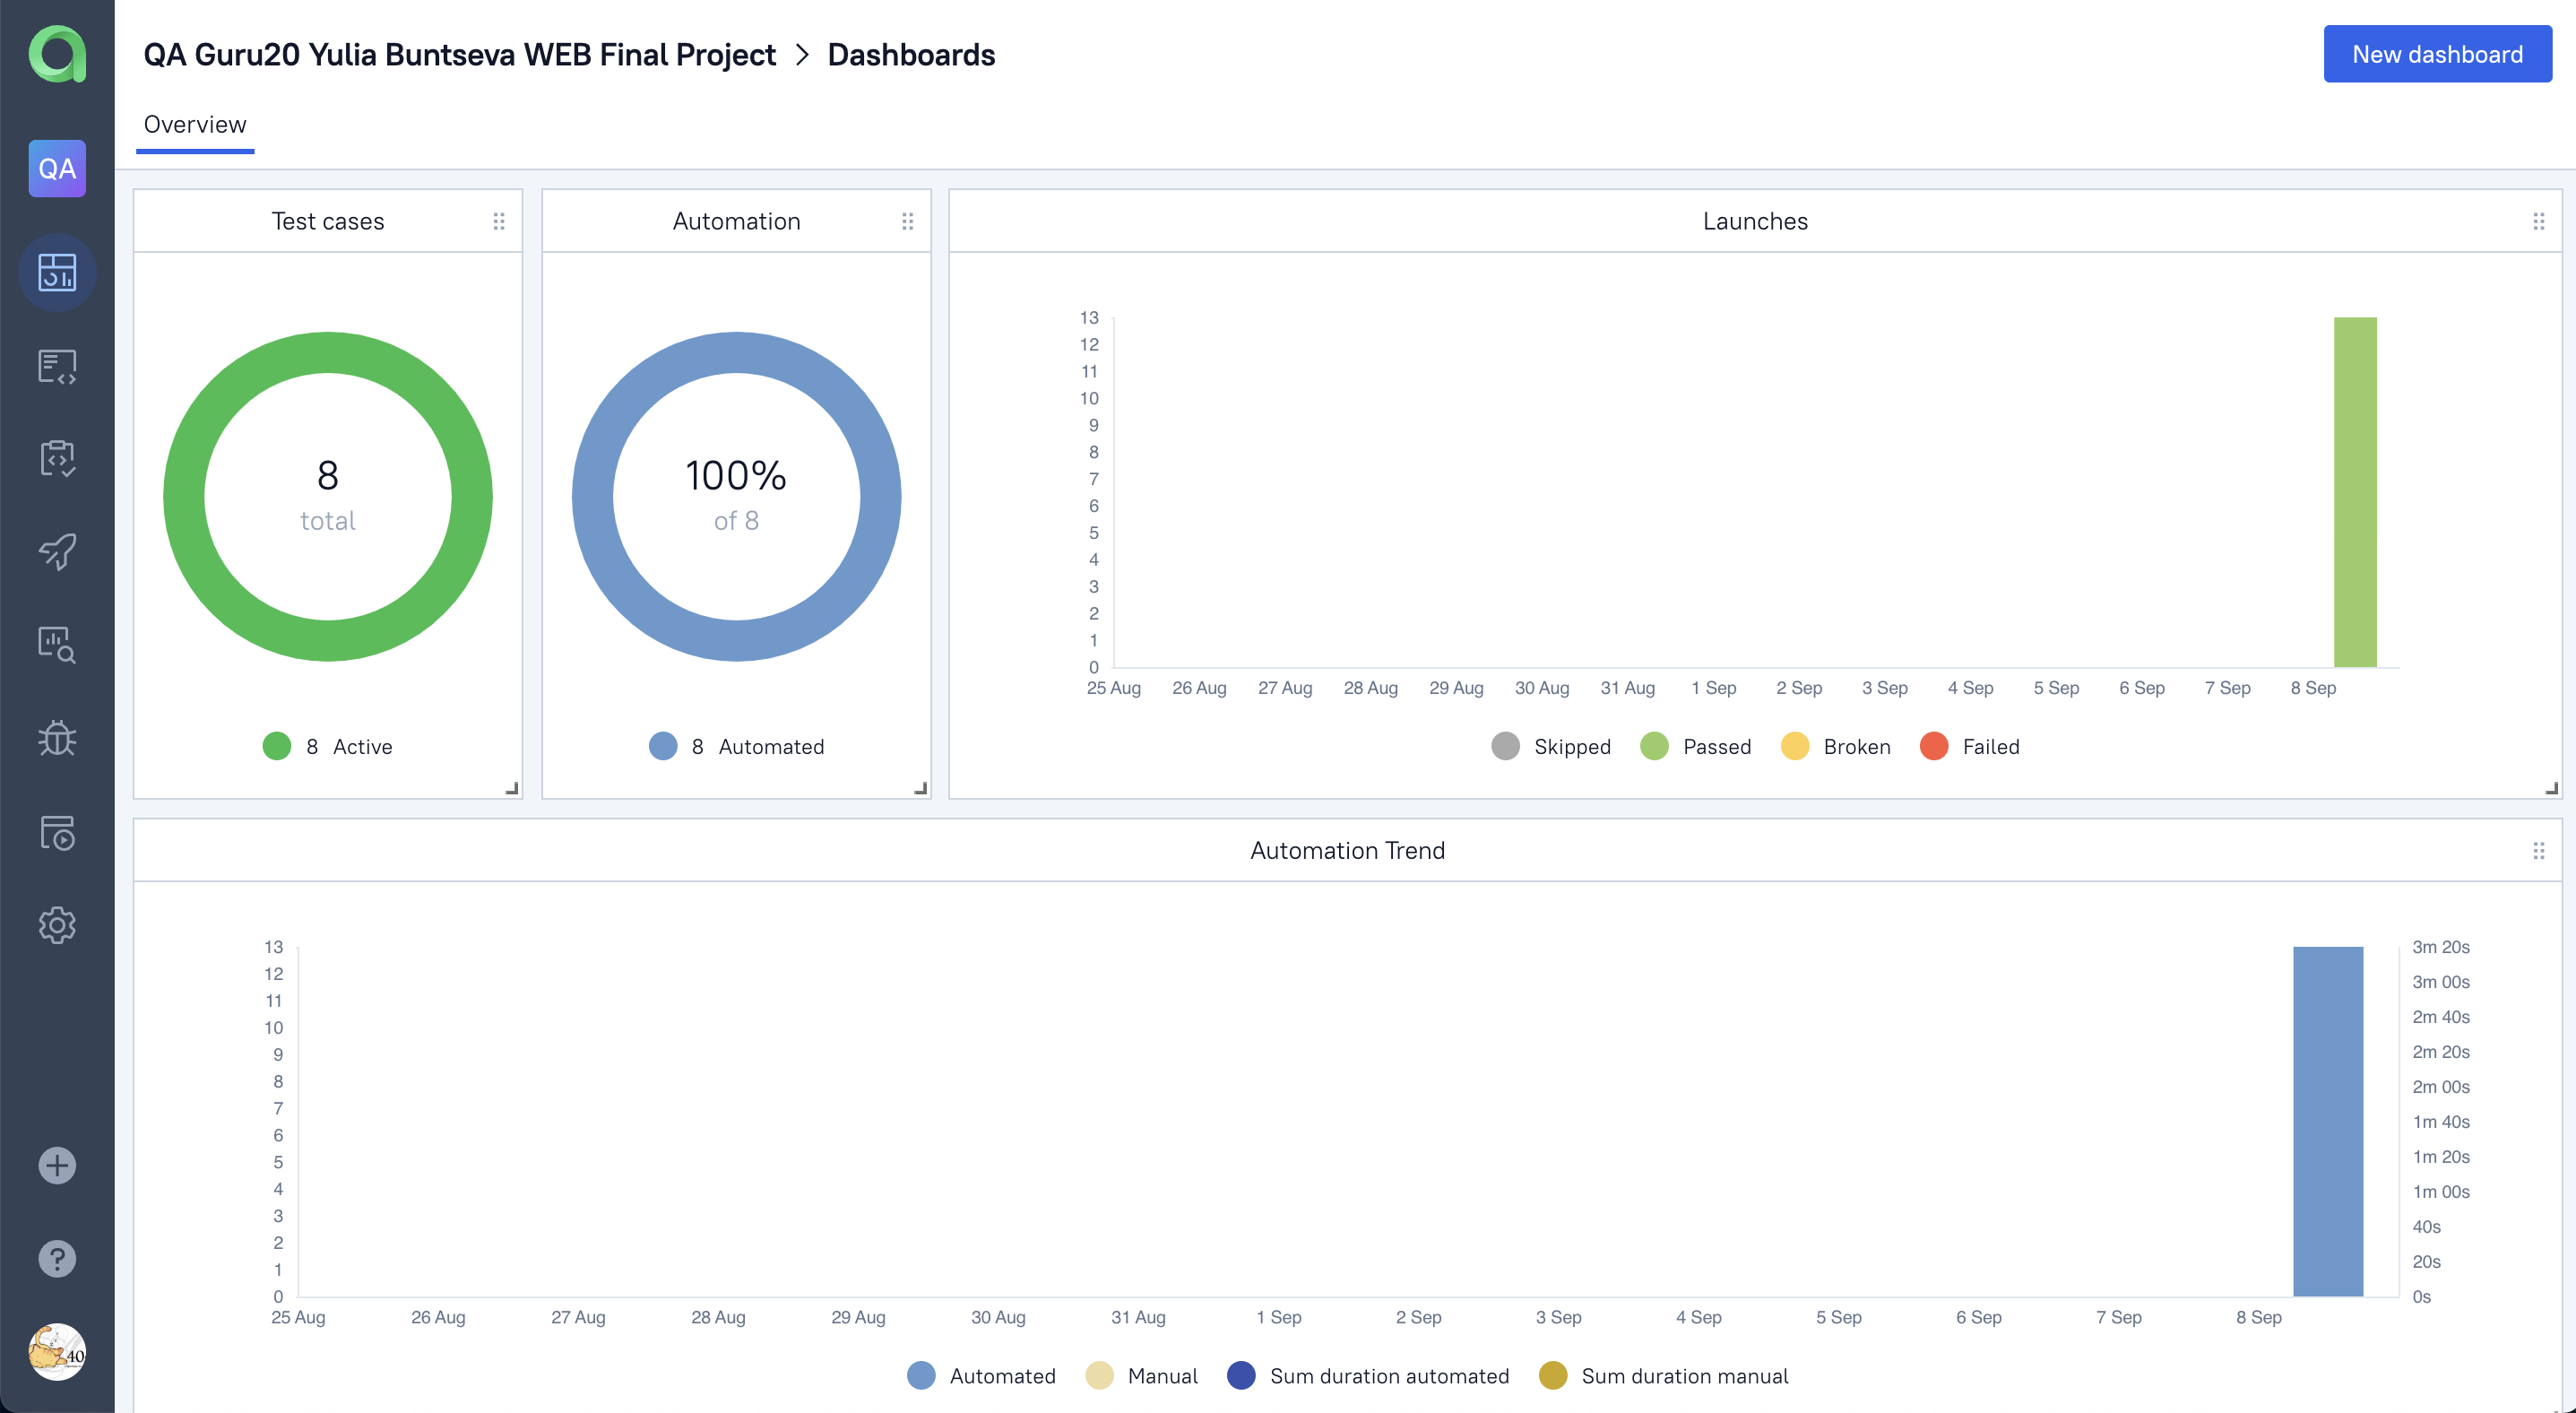 QA Guru20 Yulia Buntseva WEB Final Project > Dashboards
New dashboard
Overview
QA
Test cases
8
total
8 Active
Automation
100%
of 8
8 Automated
Launches
13
12
11
10
9
8
7
6
5
4
3
2
1
0
25 Aug 26 Aug 27 Aug 28 Aug 29 Aug 30 Aug 31 Aug 1 Sep 2 Sep 3 Sep 4 Sep 5 Sep 6 Sep 7 Sep 8 Sep
Skipped Passed Broken Failed
Automation Trend
13
12
11
10
9
8
7
6
5
4
3
2
1
0
3m 20s
3m 00s
2m 40s
2m 20s
2m 00s
1m 40s
1m 20s
1m 00s
40s
20s
0s
25 Aug 26 Aug 27 Aug 28 Aug 29 Aug 30 Aug 31 Aug 1 Sep 2 Sep 3 Sep 4 Sep 5 Sep 6 Sep 7 Sep 8 Sep
Automated Manual Sum duration automated Sum duration manual
?
40